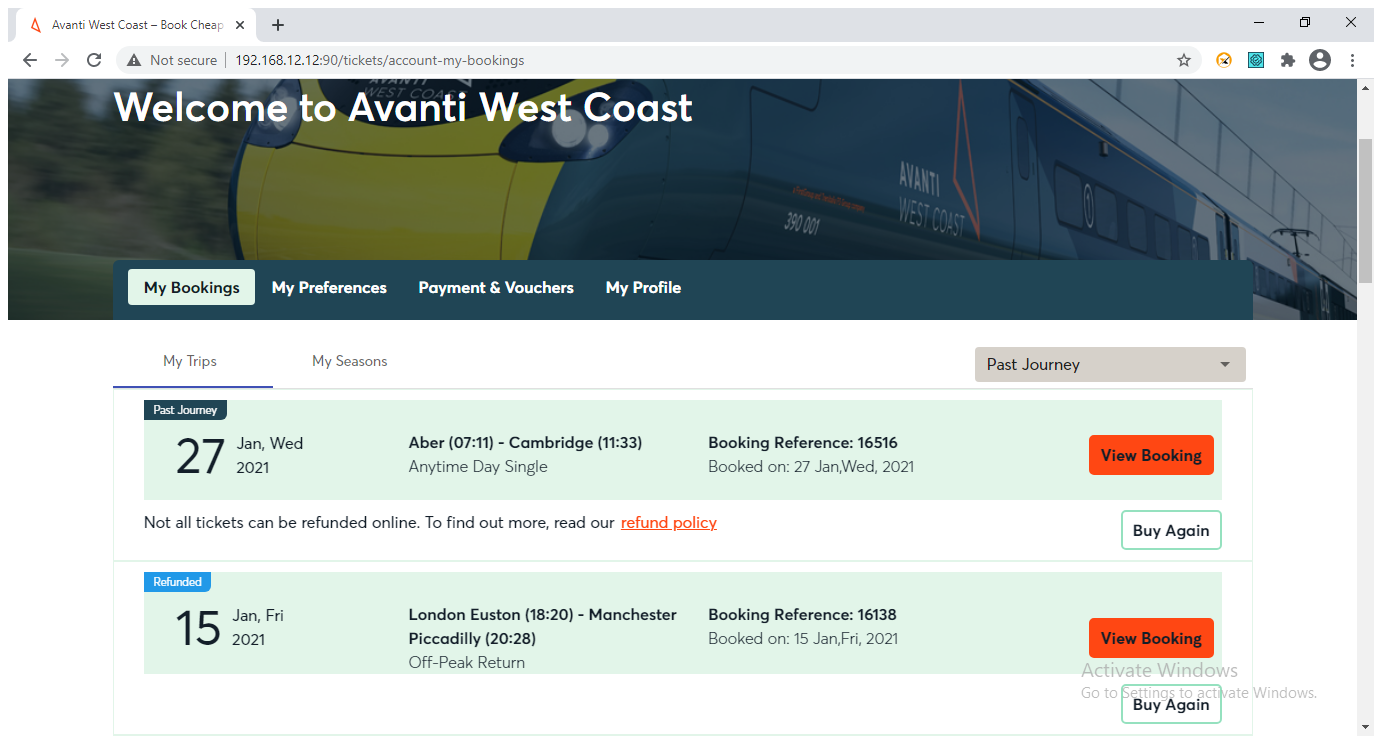 Avanti West Coast – Book Cheap
Not secure
192.168.12.12:90/tickets/account-my-bookings
AVANTI
WEST COAST
Welcome to Avanti West Coast
AVANTI
WEST COAST
390 001
My Bookings
My Preferences
Payment & Vouchers
My Profile
My Trips
My Seasons
Past Journey
Past Journey
27
Jan, Wed
2021
Aber (07:11) - Cambridge (11:33)
Anytime Day Single
Booking Reference: 16516
Booked on: 27 Jan,Wed, 2021
View Booking
Not all tickets can be refunded online. To find out more, read our refund policy
Buy Again
Refunded
15
Jan, Fri
2021
London Euston (18:20) - Manchester
Piccadilly (20:28)
Off-Peak Return
Booking Reference: 16138
Booked on: 15 Jan,Fri, 2021
View Booking
Activate Windows
Go to Settings to activate Windows.
Buy Again